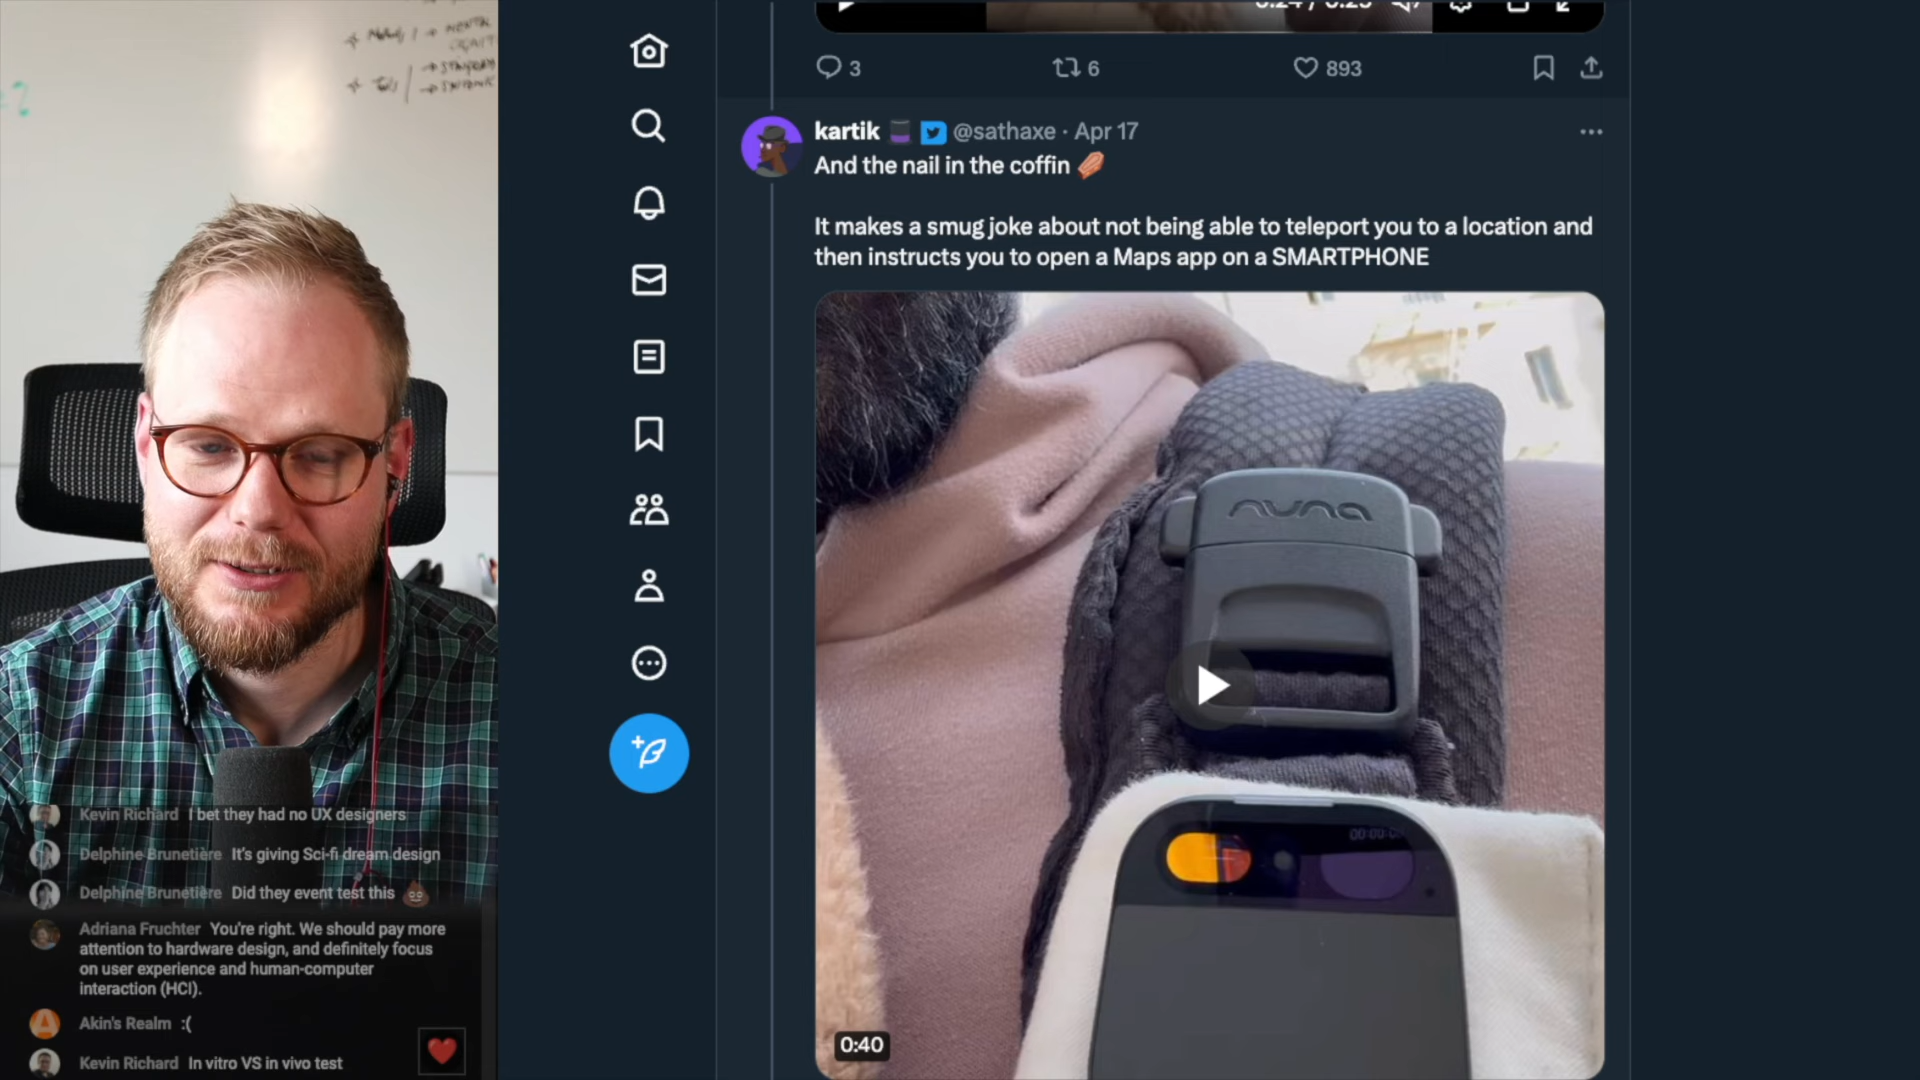 MENTAL
3
6
893
kartik @sathaxe · Apr 17
And the nail in the coffin
It makes a smug joke about not being able to teleport you to a location and
then instructs you to open a Maps app on a SMARTPHONE
nuna
0:40
Kevin Richard I bet they had no UX designers
Delphine Brunetière It's giving Sci-fi dream design
Delphine Brunetière Did they event test this
Adriana Fruchter You're right. We should pay more
attention to hardware design, and definitely focus
on user experience and human-computer
interaction (HCI).
Akin's Realm :(
Kevin Richard In vitro VS in vivo test